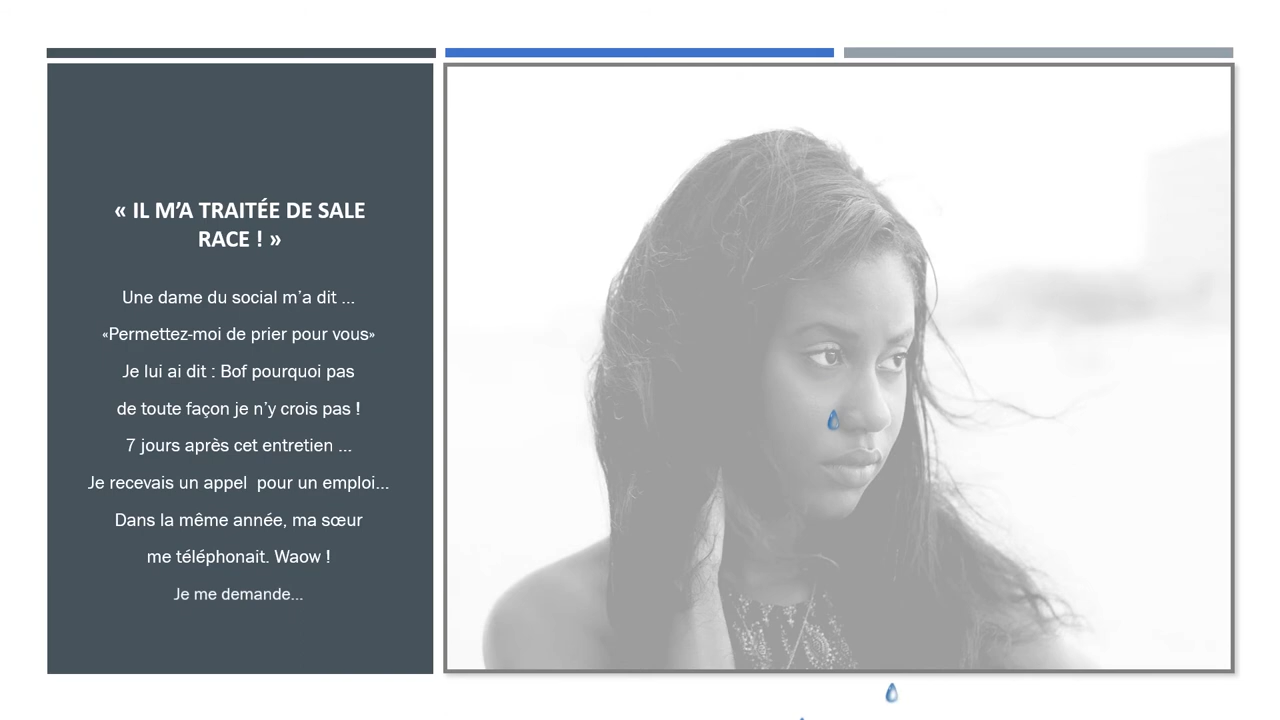 « IL M’A TRAITÉE DE SALE
RACE ! »
Une dame du social m’a dit ...
«Permettez-moi de prier pour vous»
Je lui ai dit : Bof pourquoi pas
de toute façon je n’y crois pas !
7 jours après cet entretien ...
Je recevais un appel  pour un emploi...
Dans la même année, ma sœur
me téléphonait. Waow !
Je me demande...